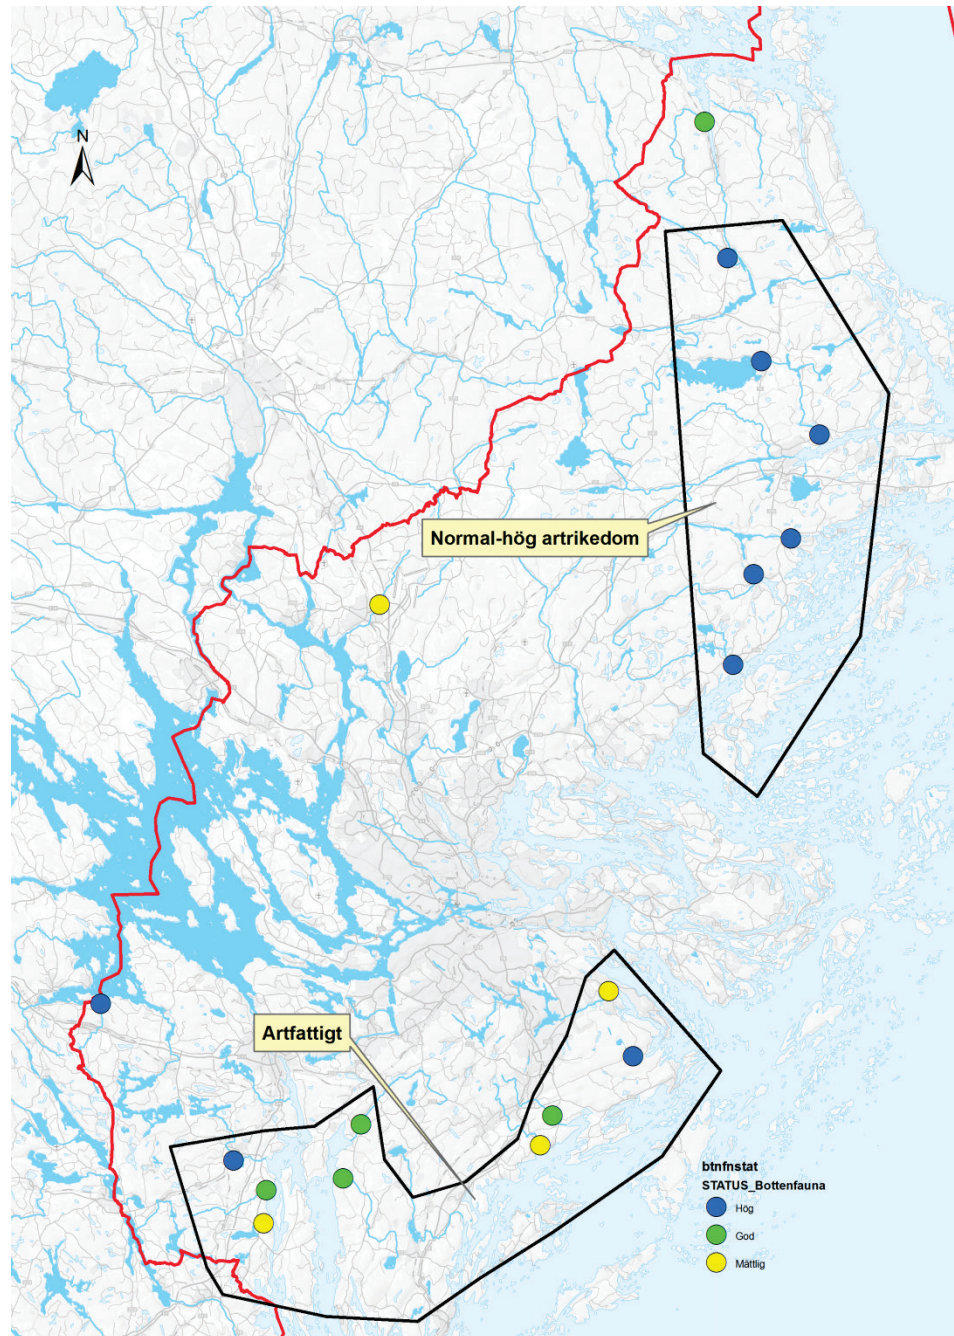 N
Normal-hög artrikedom
Artfattigt
btnfnstat
STATUS_Bottenfauna
Hög
God
Måttlig